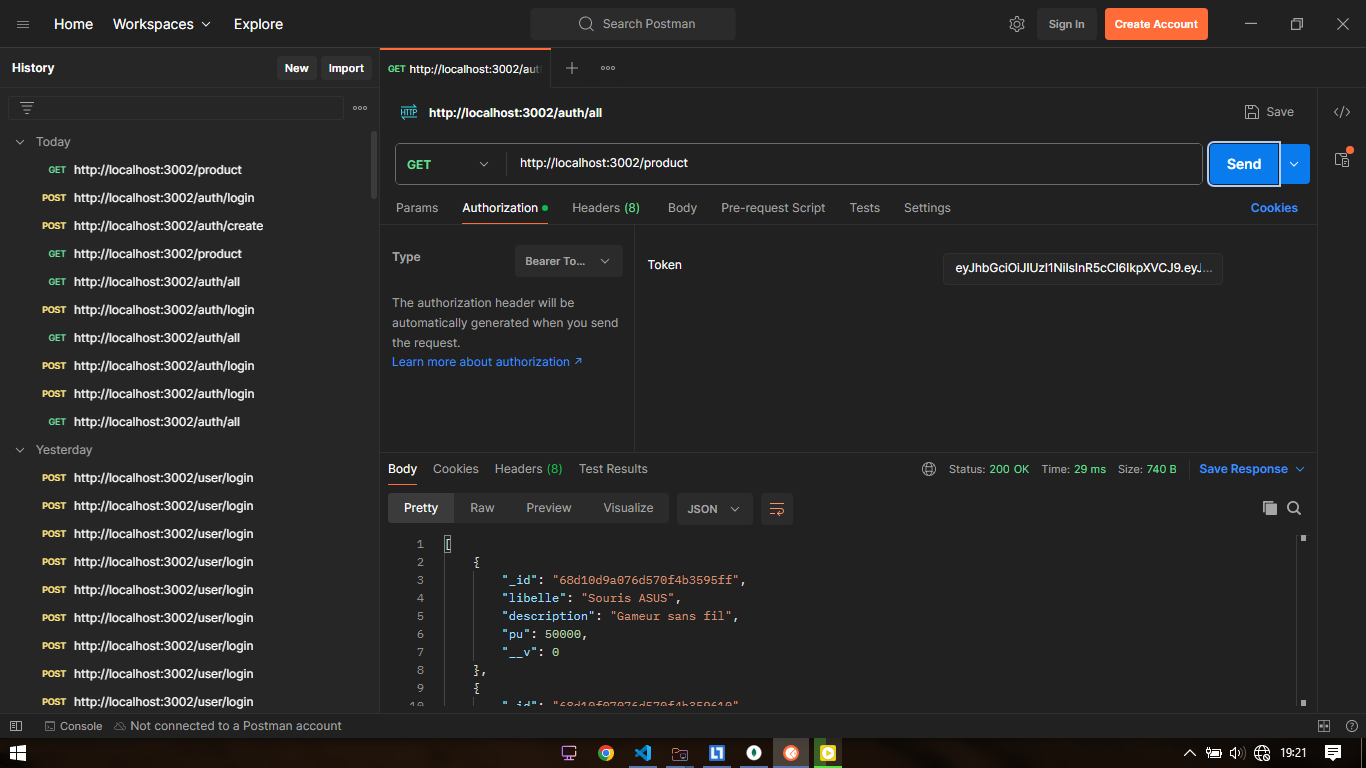 Home Workspaces Explore Search Postman Sign In Create Account
History New Import
GET http://localhost:3002/aut
http://localhost:3002/auth/all Save
Today
GET http://localhost:3002/product
POST http://localhost:3002/auth/login
POST http://localhost:3002/auth/create
GET http://localhost:3002/product
GET http://localhost:3002/auth/all
POST http://localhost:3002/auth/login
GET http://localhost:3002/auth/all
POST http://localhost:3002/auth/login
POST http://localhost:3002/auth/login
GET http://localhost:3002/auth/all
Yesterday
POST http://localhost:3002/user/login
POST http://localhost:3002/user/login
POST http://localhost:3002/user/login
POST http://localhost:3002/user/login
POST http://localhost:3002/user/login
POST http://localhost:3002/user/login
POST http://localhost:3002/user/login
POST http://localhost:3002/user/login
POST http://localhost:3002/user/login
HTTP
GET http://localhost:3002/product Send
Params Authorization Headers (8) Body Pre-request Script Tests Settings Cookies
Type Bearer To...
The authorization header will be
automatically generated when you send
the request.
Learn more about authorization ↗
Token eyJhbGciOiJIUzI1NiIsInR5cCI6IkpXVCJ9.eyJ...
Body Cookies Headers (8) Test Results Status: 200 OK Time: 29 ms Size: 740 B Save Response
Pretty Raw Preview Visualize JSON
1 [
2 {
3 "_id": "68d10d9a076d570f4b3595ff",
4 "libelle": "Souris ASUS",
5 "description": "Gameur sans fil",
6 "pu": 50000,
7 "__v": 0
8 },
9 {
10 "_id": "68d10f07076d570f4b359610"
Console Not connected to a Postman account
19:21